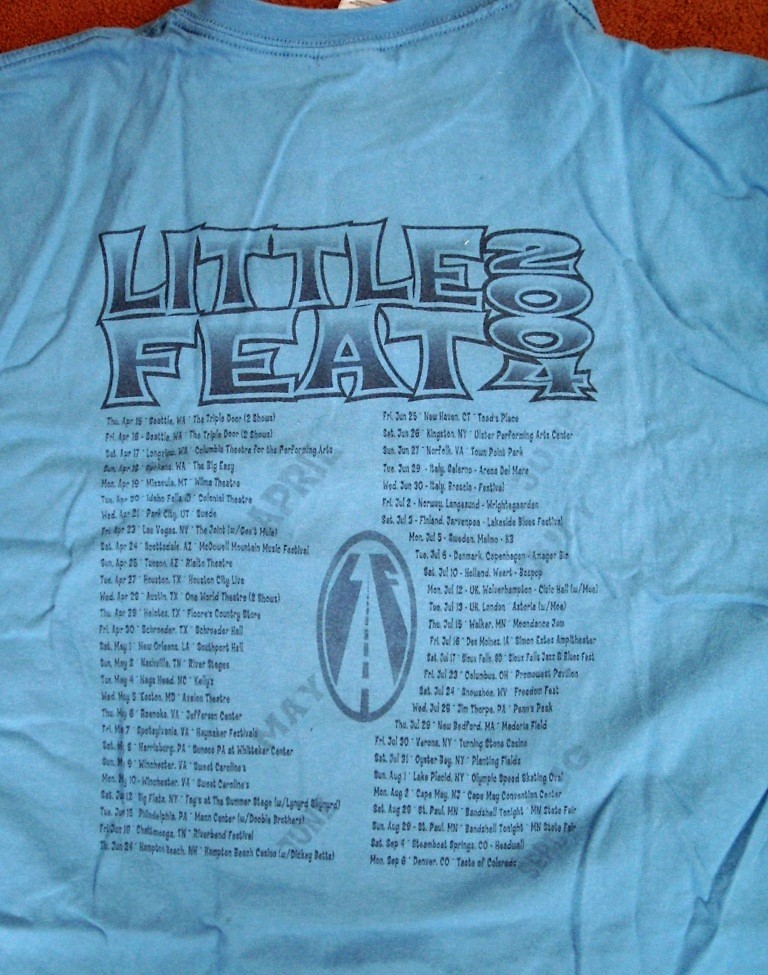 LITTLE 2004
FEAT
Thu. Apr 15 * Seattle, WA * The Triple Door (2 Shows)
Fri. Apr 16 - Seattle, WA * The Triple Door (2 Shows)
Sat. Apr 17 * Longview, WA * Columbia Theatre for the Performing Arts
Sun. Apr 18 * Spokane, WA * The Big Easy
Mon. Apr 19 * Missoula, MT * Wilma Theatre
Tue. Apr 20 * Idaho Falls, ID * Colonial Theatre
Wed. Apr 21 * Park City, UT * Suede
Fri. Apr 23 * Las Vegas, NV * The Joint (w/Gov't Mule)
Sat. Apr 24 * Scottsdale, AZ * McDowell Mountain Music Festival
Sun. Apr 25 * Tucson, AZ * Rialto Theatre
Tue. Apr 27 * Houston, TX * Houston City Live
Wed. Apr 28 * Austin, TX * One World Theatre (2 Shows)
Thu. Apr 29 * Helotes, TX * Floore's Country Store
Fri. Apr 30 * Schroeder, TX * Schroeder Hall
Sat. May 1 * New Orleans, LA * Southport Hall
Sun. May 2 * Nashville, TN * River Stages
Tue. May 4 * Nags Head, NC * Kelly's
Wed. May 5 * Easton, MD * Avalon Theatre
Thu. May 6 * Roanoke, VA * Jefferson Center
Fri. May 7 * Spotsylvania, VA * Haymaker Festivals
Sat. May 8 * Harrisburg, PA * Sunoco PA at Whittaker Center
Sun. May 9 * Winchester, VA * Sweet Caroline's
Mon. May 10 - Winchester, VA * Sweet Caroline's
Sat. Jun 12 * Big Flats, NY * Tag's at The Summer Stage (w/Lynyrd Skynyrd)
Tue. Jun 15 * Philadelphia, PA * Mann Center (w/Doobie Brothers)
Fri. Jun 18 * Chattanooga, TN * Riverbend Festival
Thu. Jun 24 * Hampton Beach, NH * Hampton Beach Casino (w/Dickey Betts)
Fri. Jun 25 * New Haven, CT * Toad's Place
Sat. Jun 26 * Kingston, NY * Ulster Performing Arts Center
Sun. Jun 27 * Norfolk, VA * Town Point Park
Tue. Jun 29 - Italy, Salerno - Arena Del Mare
Wed. Jun 30 - Italy, Brescia - Festival
Fri. Jul 2 - Norway, Langesund - Wrightegaarden
Sat. Jul 3 - Finland, Jarvenpaa - Lakeside Blues Festival
Mon. Jul 5 - Sweden, Malmo - KB
Tue. Jul 6 - Denmark, Copenhagen - Amager Bio
Sat. Jul 10 - Holland, Weert - Bospop
Mon. Jul 12 - UK, Wolverhampton - Civic Hall (w/Moe)
Tue. Jul 13 - UK, London * Astoria (w/Moe)
Thu. Jul 15 * Walker, MN * Moondance Jam
Fri. Jul 16 * Des Moines, IA * Simon Estes Ampitheater
Sat. Jul 17 * Sioux Falls, SD * Sioux Falls Jazz & Blues Fest
Fri. Jul 23 * Columbus, OH * Promowest Pavilion
Sat. Jul 24 * Snowshoe, WV * Freedom Fest
Wed. Jul 28 * Jim Thorpe, PA * Penn's Peak
Thu. Jul 29 * New Bedford, MA * Madeira Field
Fri. Jul 30 * Verona, NY * Turning Stone Casino
Sat. Jul 31 * Oyster Bay, NY * Planting Fields
Sun. Aug 1 * Lake Placid, NY * Olympic Speed Skating Oval
Mon. Aug 2 * Cape May, NJ * Cape May Convention Center
Sat. Aug 28 * St. Paul, MN * Bandshell Tonight * MN State Fair
Sun. Aug 29 - St. Paul, MN * Bandshell Tonight * MN State Fair
Sat. Sep 4 * Steamboat Springs, CO - Headwall
Mon. Sep 6 * Denver, CO * Taste of Colorado
APRIL
MAY
JUNE